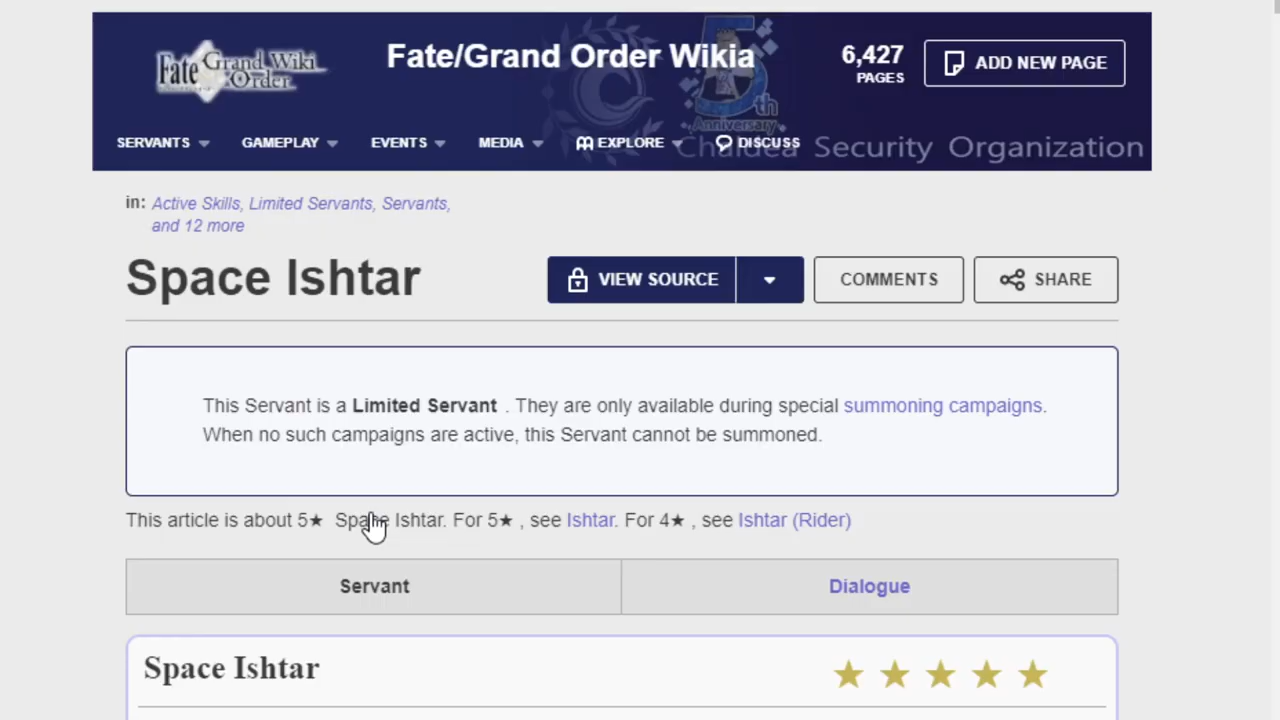 Fate Grand Wiki
Order
Fate/Grand Order Wikia
5th
Anniversary
6,427
PAGES
ADD NEW PAGE
SERVANTS
GAMEPLAY
EVENTS
MEDIA
EXPLORE
DISCUSS
Chaldea Security Organization
in: Active Skills, Limited Servants, Servants,
and 12 more
Space Ishtar
VIEW SOURCE
COMMENTS
SHARE
This Servant is a Limited Servant . They are only available during special summoning campaigns.
When no such campaigns are active, this Servant cannot be summoned.
This article is about 5★ Space Ishtar. For 5★ , see Ishtar. For 4★ , see Ishtar (Rider)
Servant
Dialogue
Space Ishtar
★ ★ ★ ★ ★